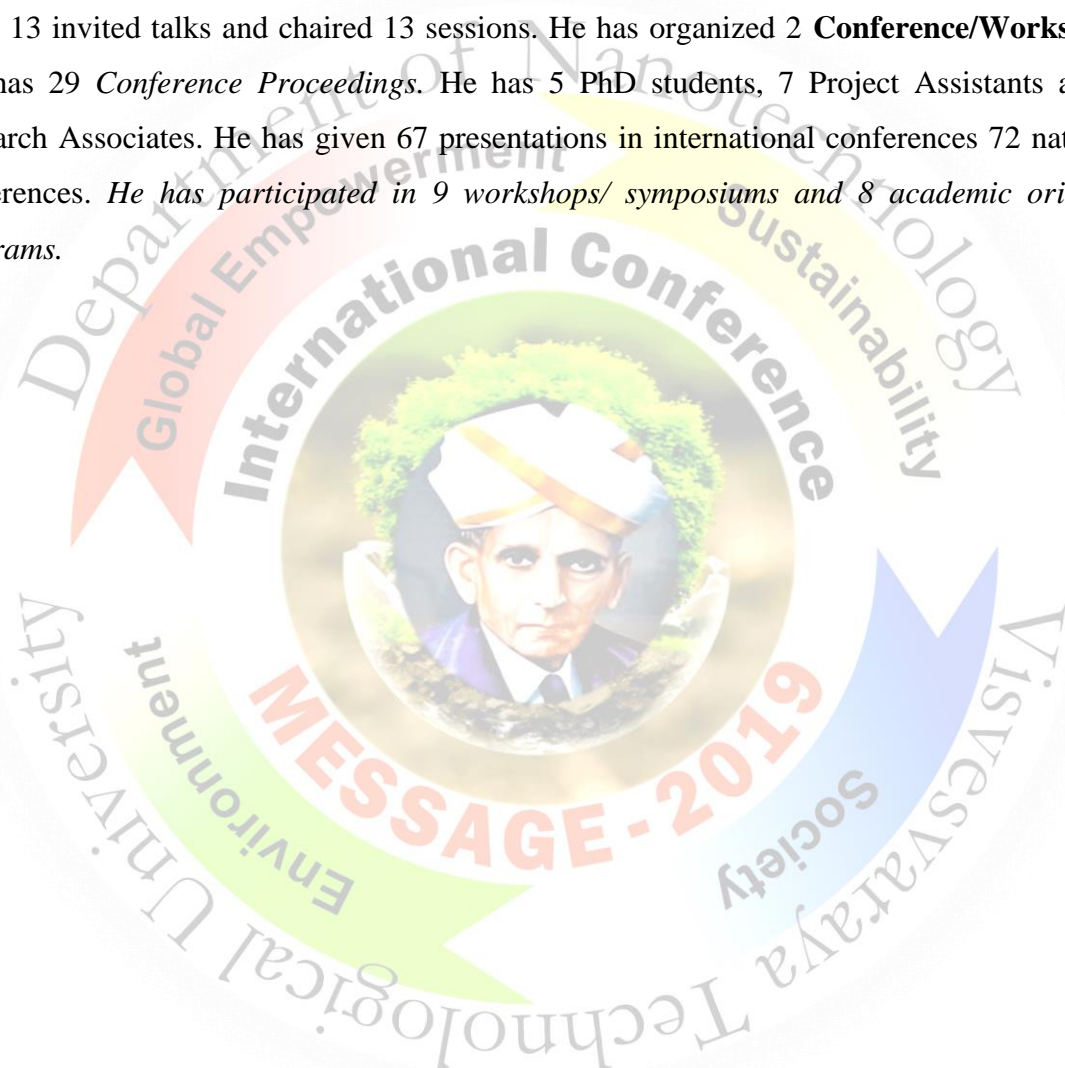 13 invited talks and chaired 13 sessions. He has organized 2 Conference/Works
has 29 Conference Proceedings. He has 5 PhD students, 7 Project Assistants a
arch Associates. He has given 67 presentations in international conferences 72 nat
erences. He has participated in 9 workshops/ symposiums and 8 academic ori
rams.
Department of Nanotechnology
Global Empowerment
Sustainability
International Conference
MESSAGE - 2019
Environment
Society
Visvesvaraya Technological University